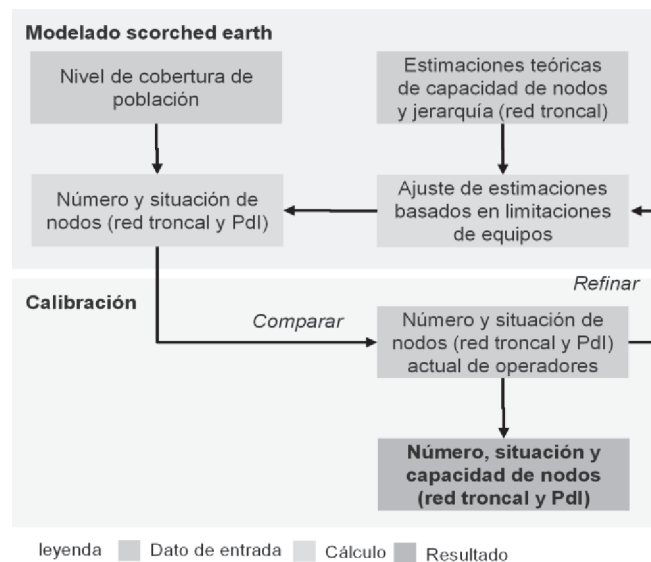 Modelado scorched earth
Nivel de cobertura de
población
Estimaciones teóricas
de capacidad de nodos
y jerarquía (red troncal)
Número y situación de
nodos (red troncal y PdI)
Ajuste de estimaciones
basados en limitaciones
de equipos
Refinar
Calibración
Comparar
Número y situación de
nodos (red troncal y PdI)
actual de operadores
Número, situación y
capacidad de nodos
(red troncal y PdI)
leyenda Dato de entrada Cálculo Resultado